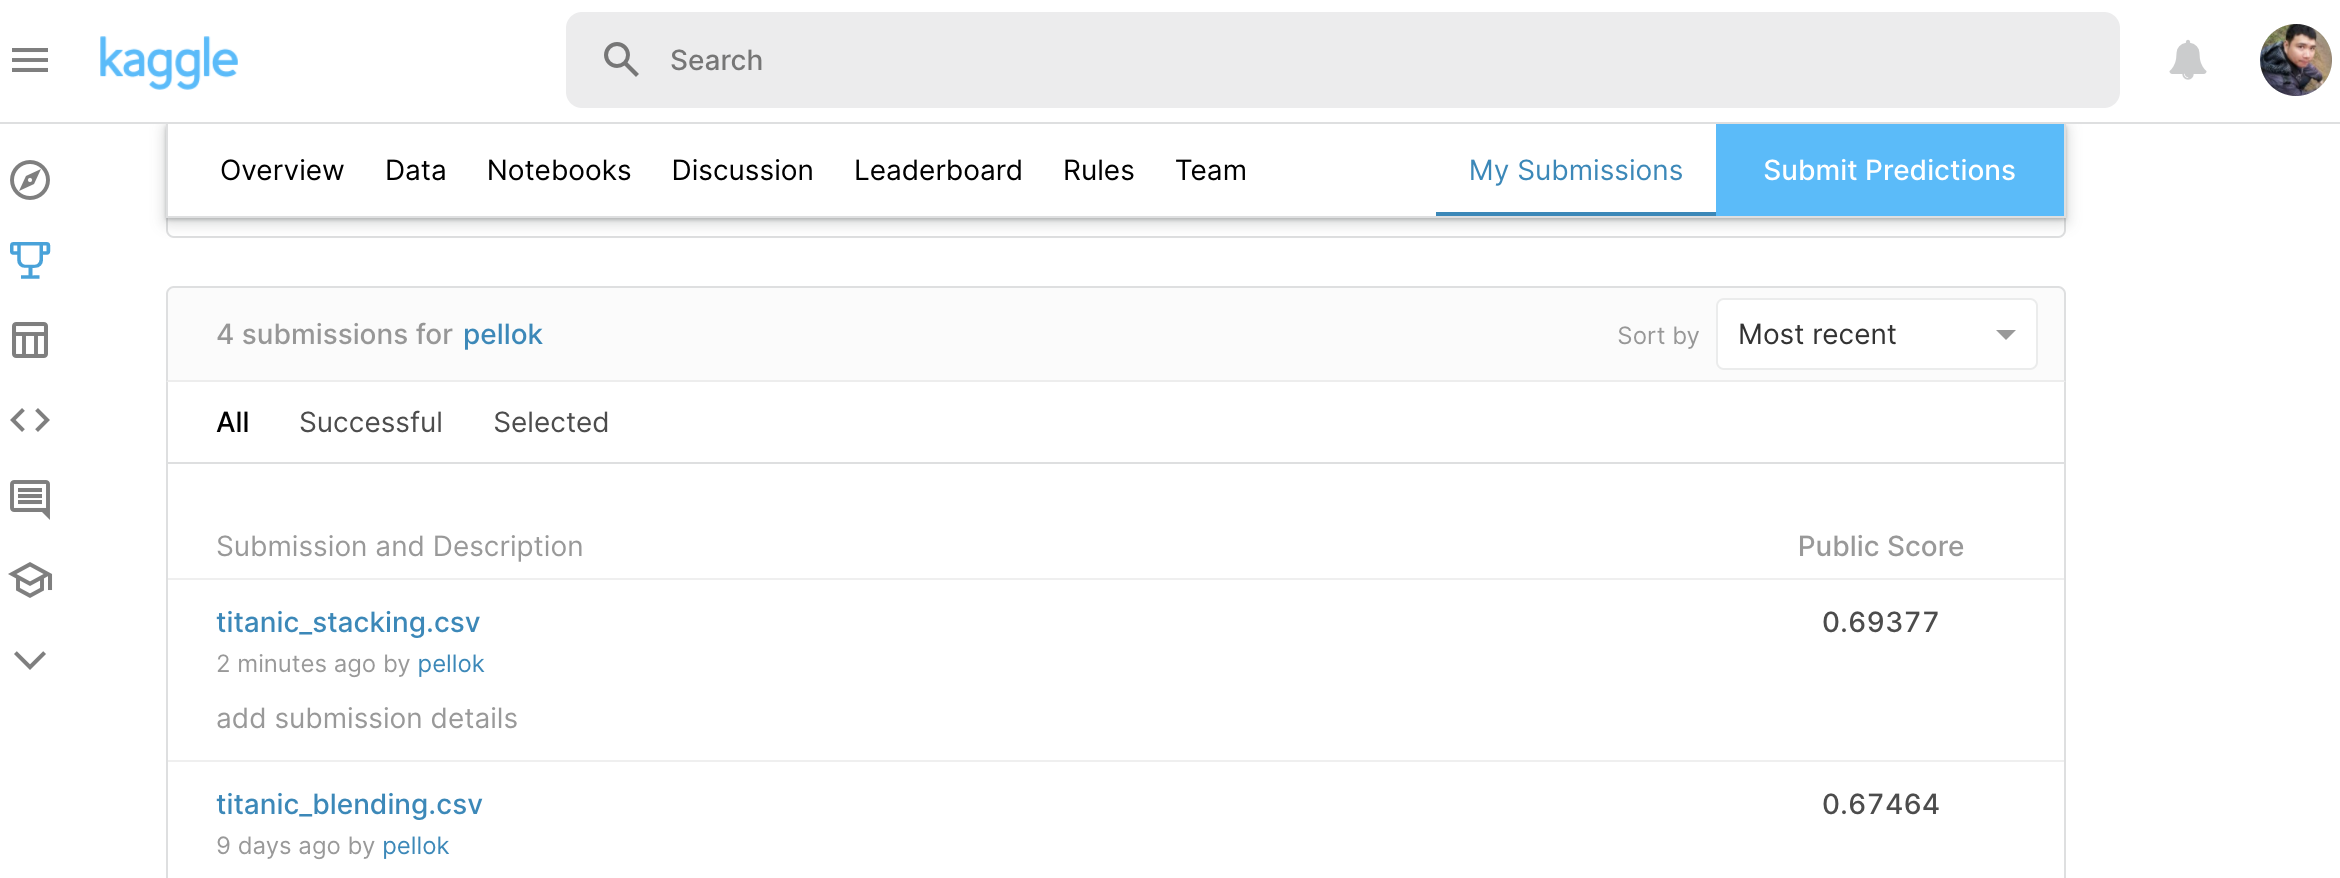 kaggle
Search
Overview Data Notebooks Discussion Leaderboard Rules Team My Submissions Submit Predictions
4 submissions for pellok Sort by Most recent
All Successful Selected
Submission and Description Public Score
titanic_stacking.csv 0.69377
2 minutes ago by pellok
add submission details
titanic_blending.csv 0.67464
9 days ago by pellok